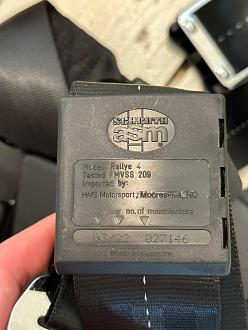 SCHROTH
asm®
Model: Rallye 4
Tested FMVSS 209
Imported by:
HMS Motorsport, Mooresville, NC
year no. of manufacture
03/22 027146
Made in Germany